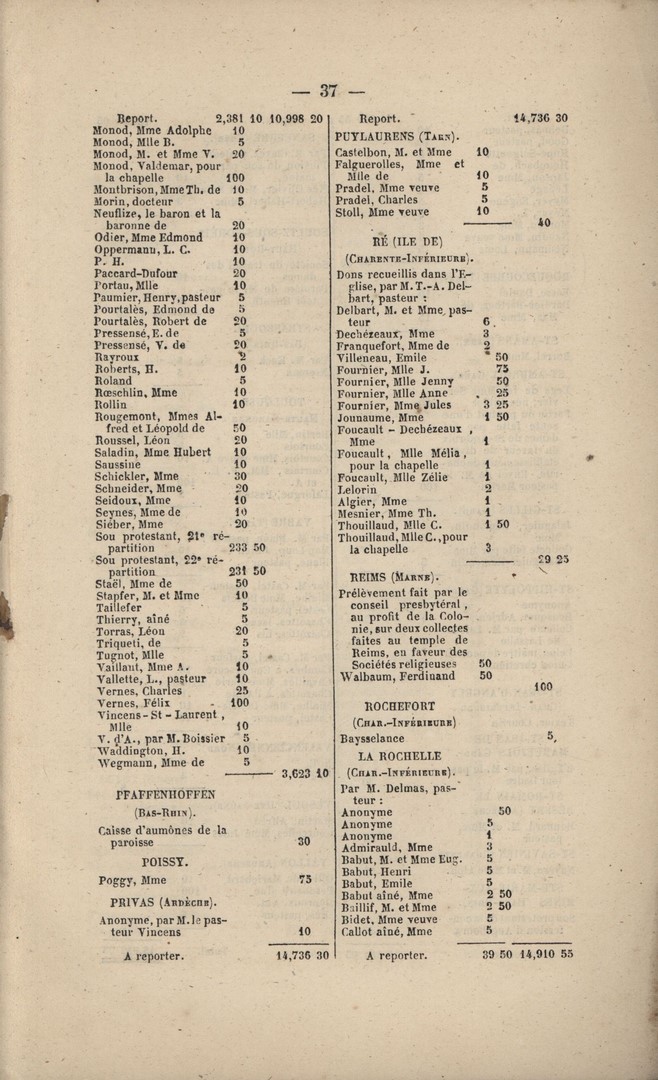 — 37 —
Report. 2,381 10 10,998 20
Monod, Mme Adolphe 10
Monod, Mlle B. 5
Monod, M. et Mme V. 20
Monod, Valdemar, pour
la chapelle 100
Montbrison, Mme Th. de 10
Morin, docteur 5
Neuflize, le baron et la
baronne de 20
Odier, Mme Edmond 10
Oppermann, L. C. 10
P. H. 10
Paccard-Dufour 20
Portau, Mlle 10
Paumier, Henry, pasteur 5
Pourtalès, Edmond de 5
Pourtalès, Robert de 20
Pressensé, E. de 5
Pressensé, V. de 20
Rayroux 2
Roberts, H. 10
Roland 5
Rœschlin, Mme 10
Rollin 10
Rougemont, Mmes Al-
fred et Léopold de 50
Roussel, Léon 20
Saladin, Mme Hubert 10
Saussine 10
Schickler, Mme 30
Schneider, Mme 20
Seidoux, Mme 10
Seynes, Mme de 10
Siéber, Mme 20
Sou protestant, 21e ré-
partition 233 50
Sou protestant, 22e ré-
partition 231 50
Staël, Mme de 50
Stapfer, M. et Mme 10
Taillefer 5
Thierry, aîné 5
Torras, Léon 20
Triqueti, de 5
Tugnot, Mlle 5
Vaillant, Mme A. 10
Vallette, L., pasteur 10
Vernes, Charles 25
Vernes, Félix 100
Vincens-St-Laurent,
Mlle 10
V. d'A., par M. Boissier 5
Waddington, H. 10
Wegmann, Mme de 5
3,623 10
PFAFFENHOFFEN
(BAS-RHIN).
Caisse d'aumônes de la
paroisse 30
POISSY.
Poggy, Mme 75
PRIVAS (ARDÈCHE).
Anonyme, par M. le pas-
teur Vincens 10
A reporter. 14,736 30
Report. 14,736 30
PUYLAURENS (TARN).
Castelbon, M. et Mme 10
Falguerolles, Mme et
Mlle de 10
Pradel, Mme veuve 5
Pradel, Charles 5
Stoll, Mme veuve 10
40
RÉ (ILE DE)
(CHARENTE-INFÉRIEURE).
Dons recueillis dans l'E-
glise, par M. T.-A. Del-
bart, pasteur :
Delbart, M. et Mme, pas-
teur 6
Dechézeaux, Mme 3
Franquefort, Mme de 2
Villeneau, Emile " 50
Fournier, Mlle J. 75
Fournier, Mlle Jenny 50
Fournier, Mlle Anne 25
Fournier, Mme Jules 3 25
Jounaume, Mme 1 50
Foucault - Dechézeaux,
Mme 1
Foucault, Mlle Mélia,
pour la chapelle 1
Foucault, Mlle Zélie 1
Lelorin 2
Algier, Mme 1
Mesnier, Mme Th. 1
Thouillaud, Mlle C. 1 50
Thouillaud, Mlle C., pour
la chapelle 3
29 25
REIMS (MARNE).
Prélèvement fait par le
conseil presbytéral,
au profit de la Colo-
nie, sur deux collectes
faites au temple de
Reims, en faveur des
Sociétés religieuses 50
Walbaum, Ferdinand 50
100
ROCHEFORT
(CHAR.-INFÉRIEURE)
Baysselance 5
LA ROCHELLE
(CHAR.-INFÉRIEURE).
Par M. Delmas, pas-
teur :
Anonyme 50
Anonyme 5
Anonyme 1
Admirauld, Mme 3
Babut, M. et Mme Eug. 5
Babut, Henri 5
Babut, Emile 5
Babut aîné, Mme 2 50
Baillif, M. et Mme 2 50
Bidet, Mme veuve 5
Callot aîné, Mme 5
A reporter. 39 50 14,910 55